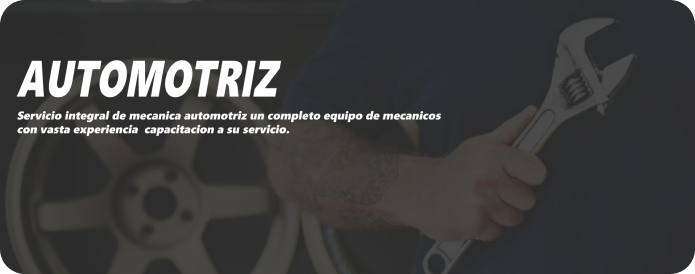 AUTOMOTRIZ
Servicio integral de mecanica automotriz un completo equipo de mecanicos
con vasta experiencia capacitacion a su servicio.